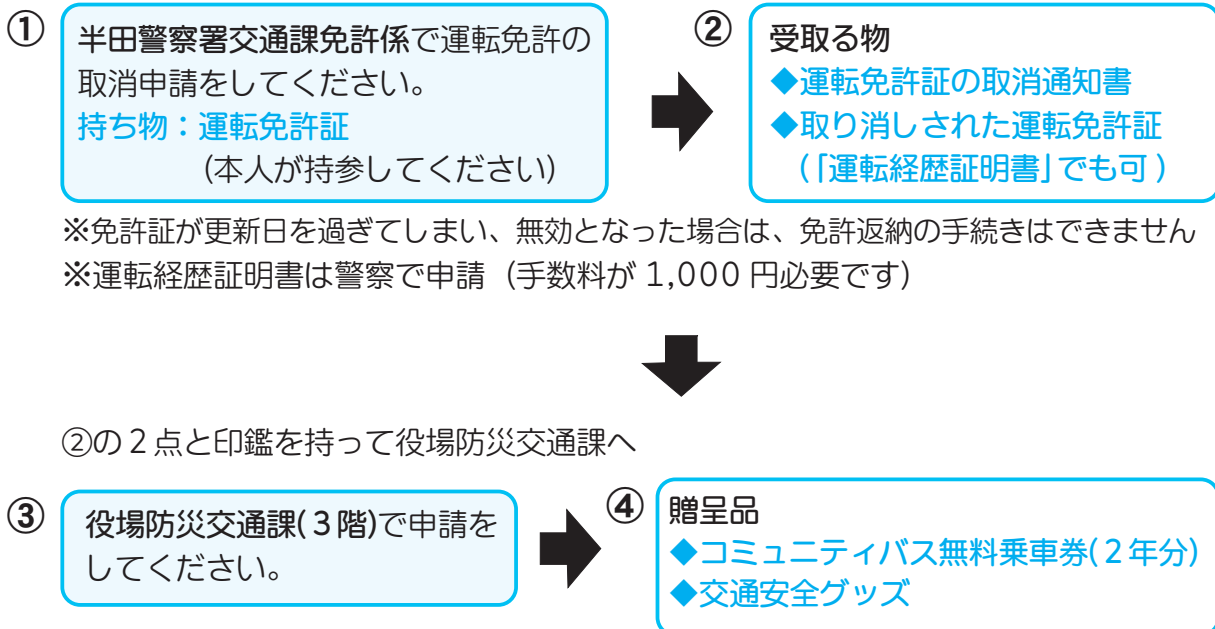 ①
半田警察署交通課免許係で運転免許の
取消申請をしてください。
持ち物：運転免許証
（本人が持参してください）
②
受取る物
◆運転免許証の取消通知書
◆取り消しされた運転免許証
（「運転経歴証明書」でも可）
※免許証が更新日を過ぎてしまい、無効となった場合は、免許返納の手続きはできません
※運転経歴証明書は警察で申請（手数料が 1,000 円必要です）
②の２点と印鑑を持って役場防災交通課へ
③
役場防災交通課(３階)で申請を
してください。
④
贈呈品
◆コミュニティバス無料乗車券(２年分)
◆交通安全グッズ